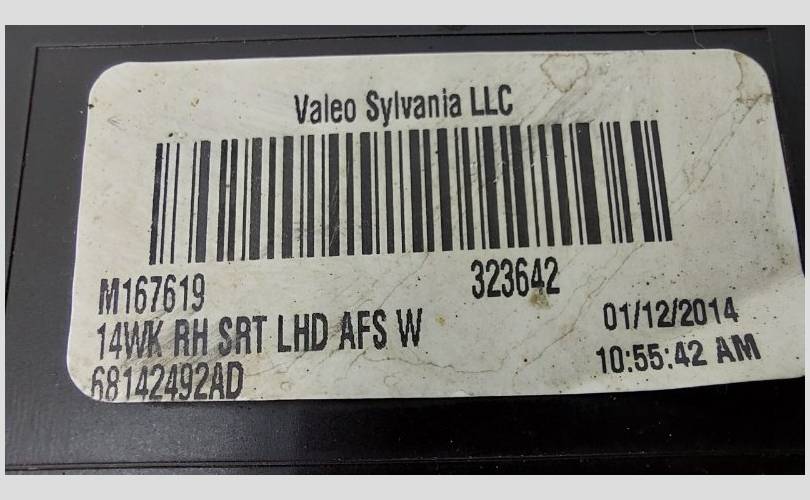 Valeo Sylvania LLC
M167619 323642
14WK RH SRT LHD AFS W 01/12/2014
68142492AD 10:55:42 AM